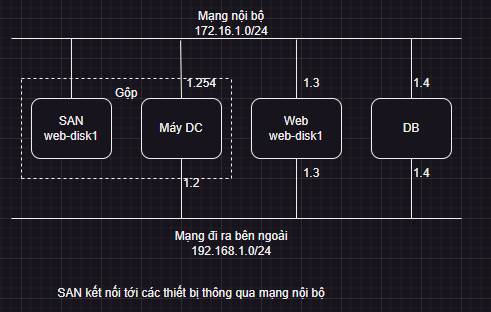 Mạng nội bộ
172.16.1.0/24
1.254
1.3
1.4
Gộp
SAN
web-disk1
Máy DC
Web
web-disk1
DB
1.2
1.3
1.4
Mạng đi ra bên ngoài
192.168.1.0/24
SAN kết nối tới các thiết bị thông qua mạng nội bộ